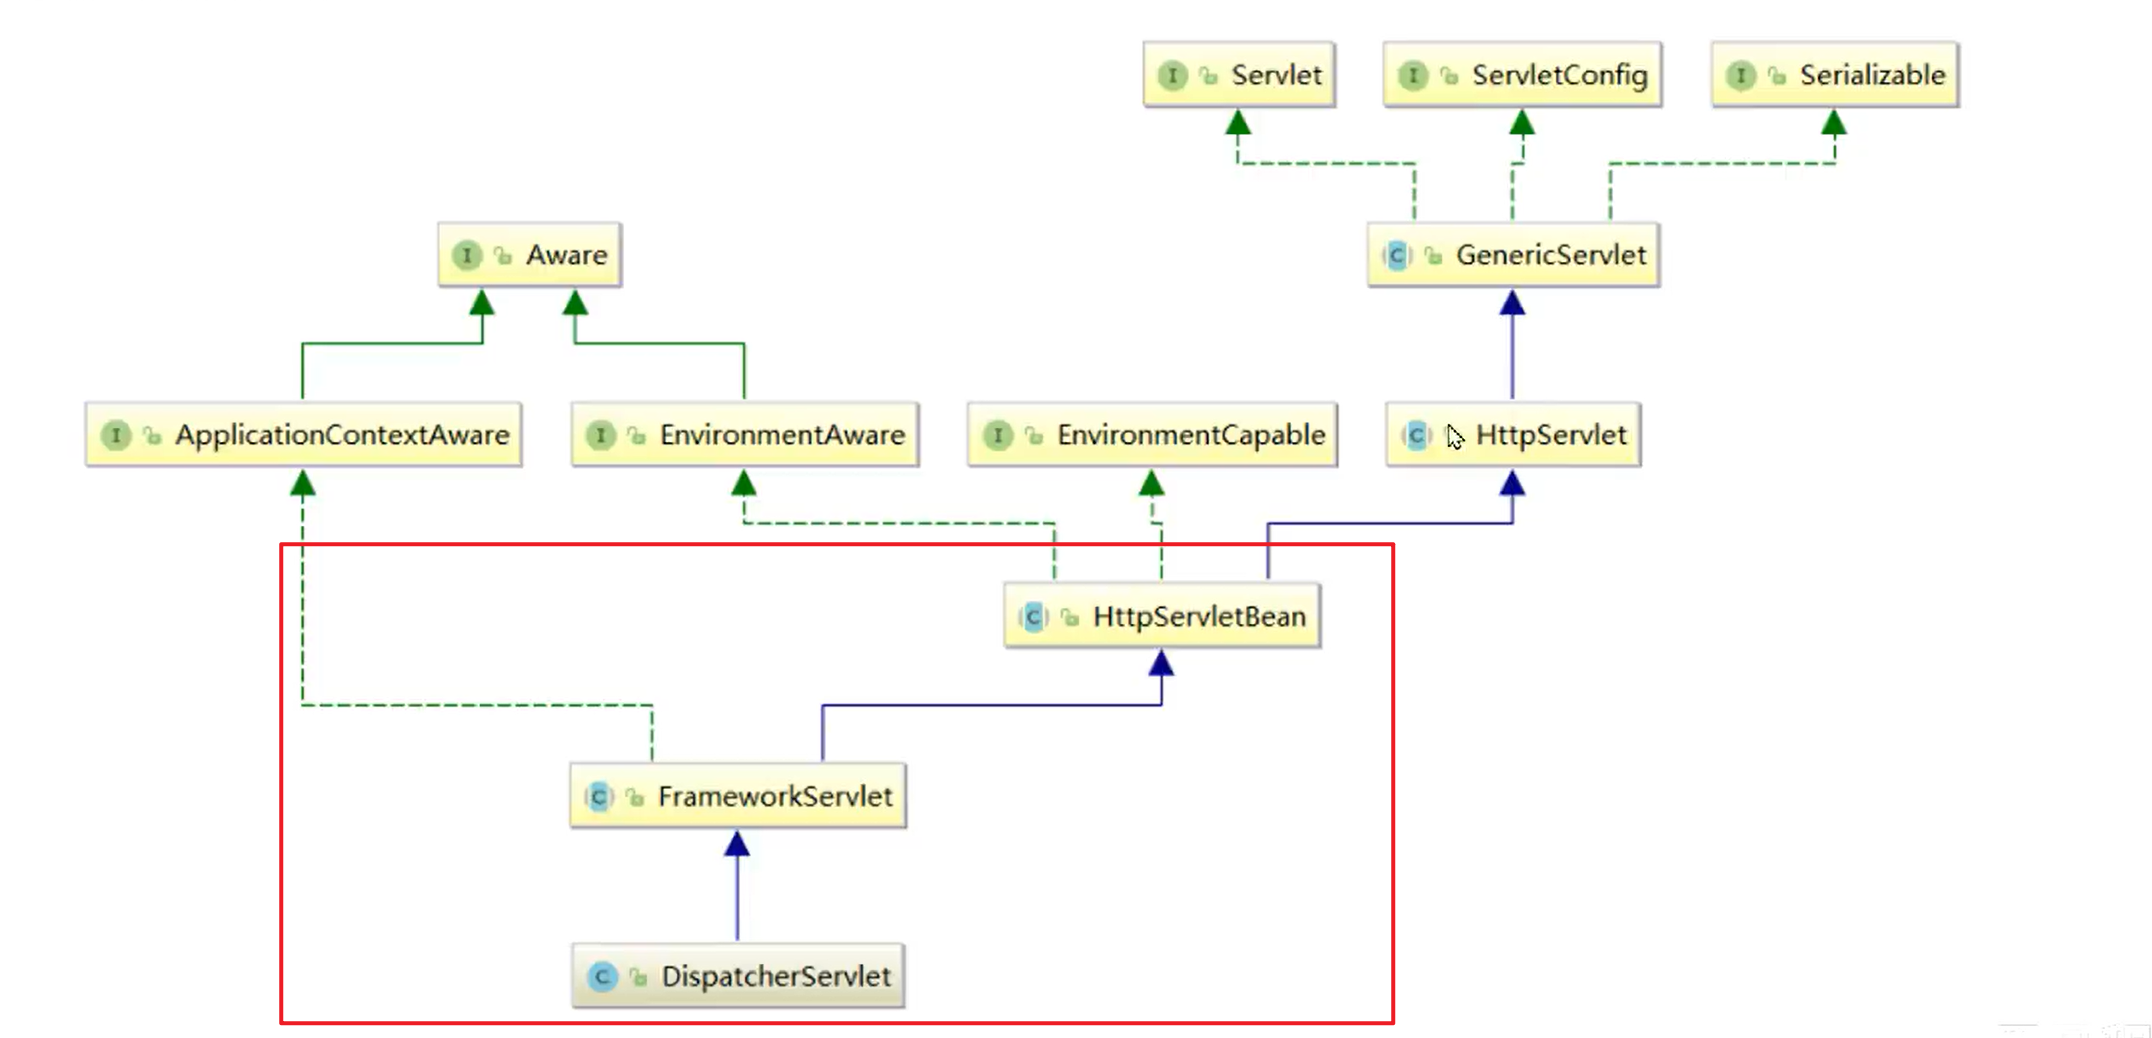 I Servlet
I ServletConfig
I Serializable
I Aware
C GenericServlet
I ApplicationContextAware
I EnvironmentAware
I EnvironmentCapable
C HttpServlet
C HttpServletBean
C FrameworkServlet
C DispatcherServlet